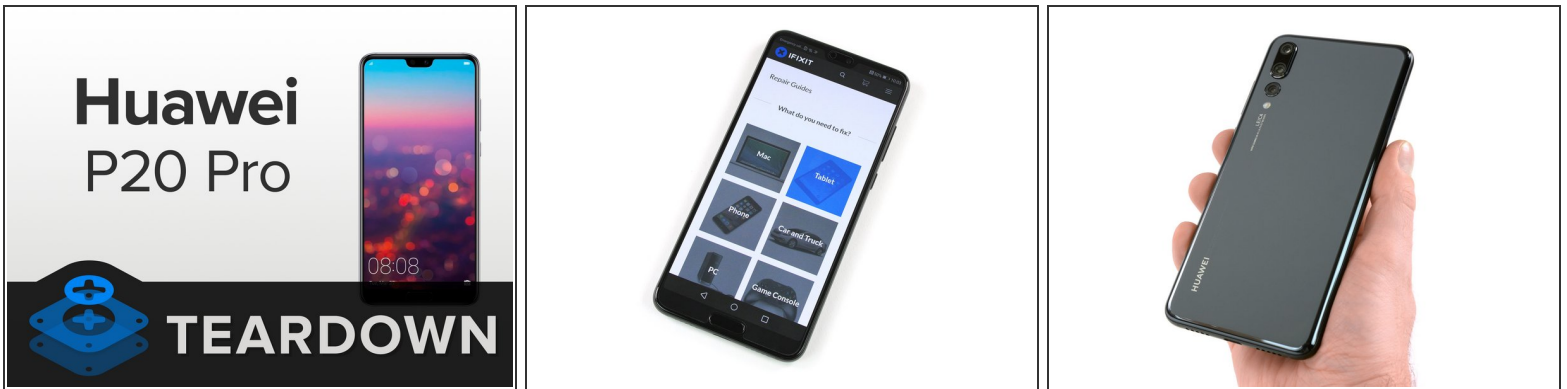 Huawei
P20 Pro
08:08
TEARDOWN
IFIXIT
Repair Guides
What do you need to fix?
Mac
Tablet
Phone
Car and Truck
PC
Game Console
LEICA
HUAWEI